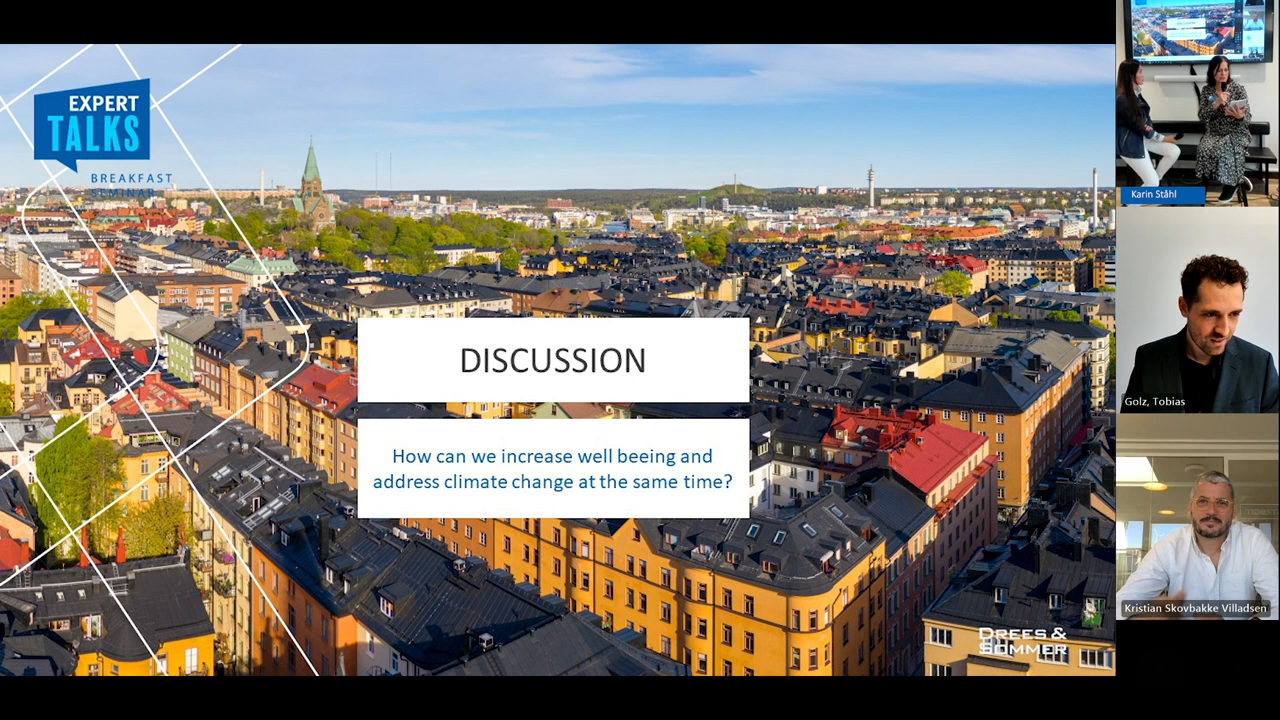 EXPERT
TALKS
BREAKFAST
SEMINAR
DISCUSSION
How can we increase well beeing and
address climate change at the same time?
DREES &
SOMMER
Karin Ståhl
Golz, Tobias
Kristian Skovbakke Villadsen